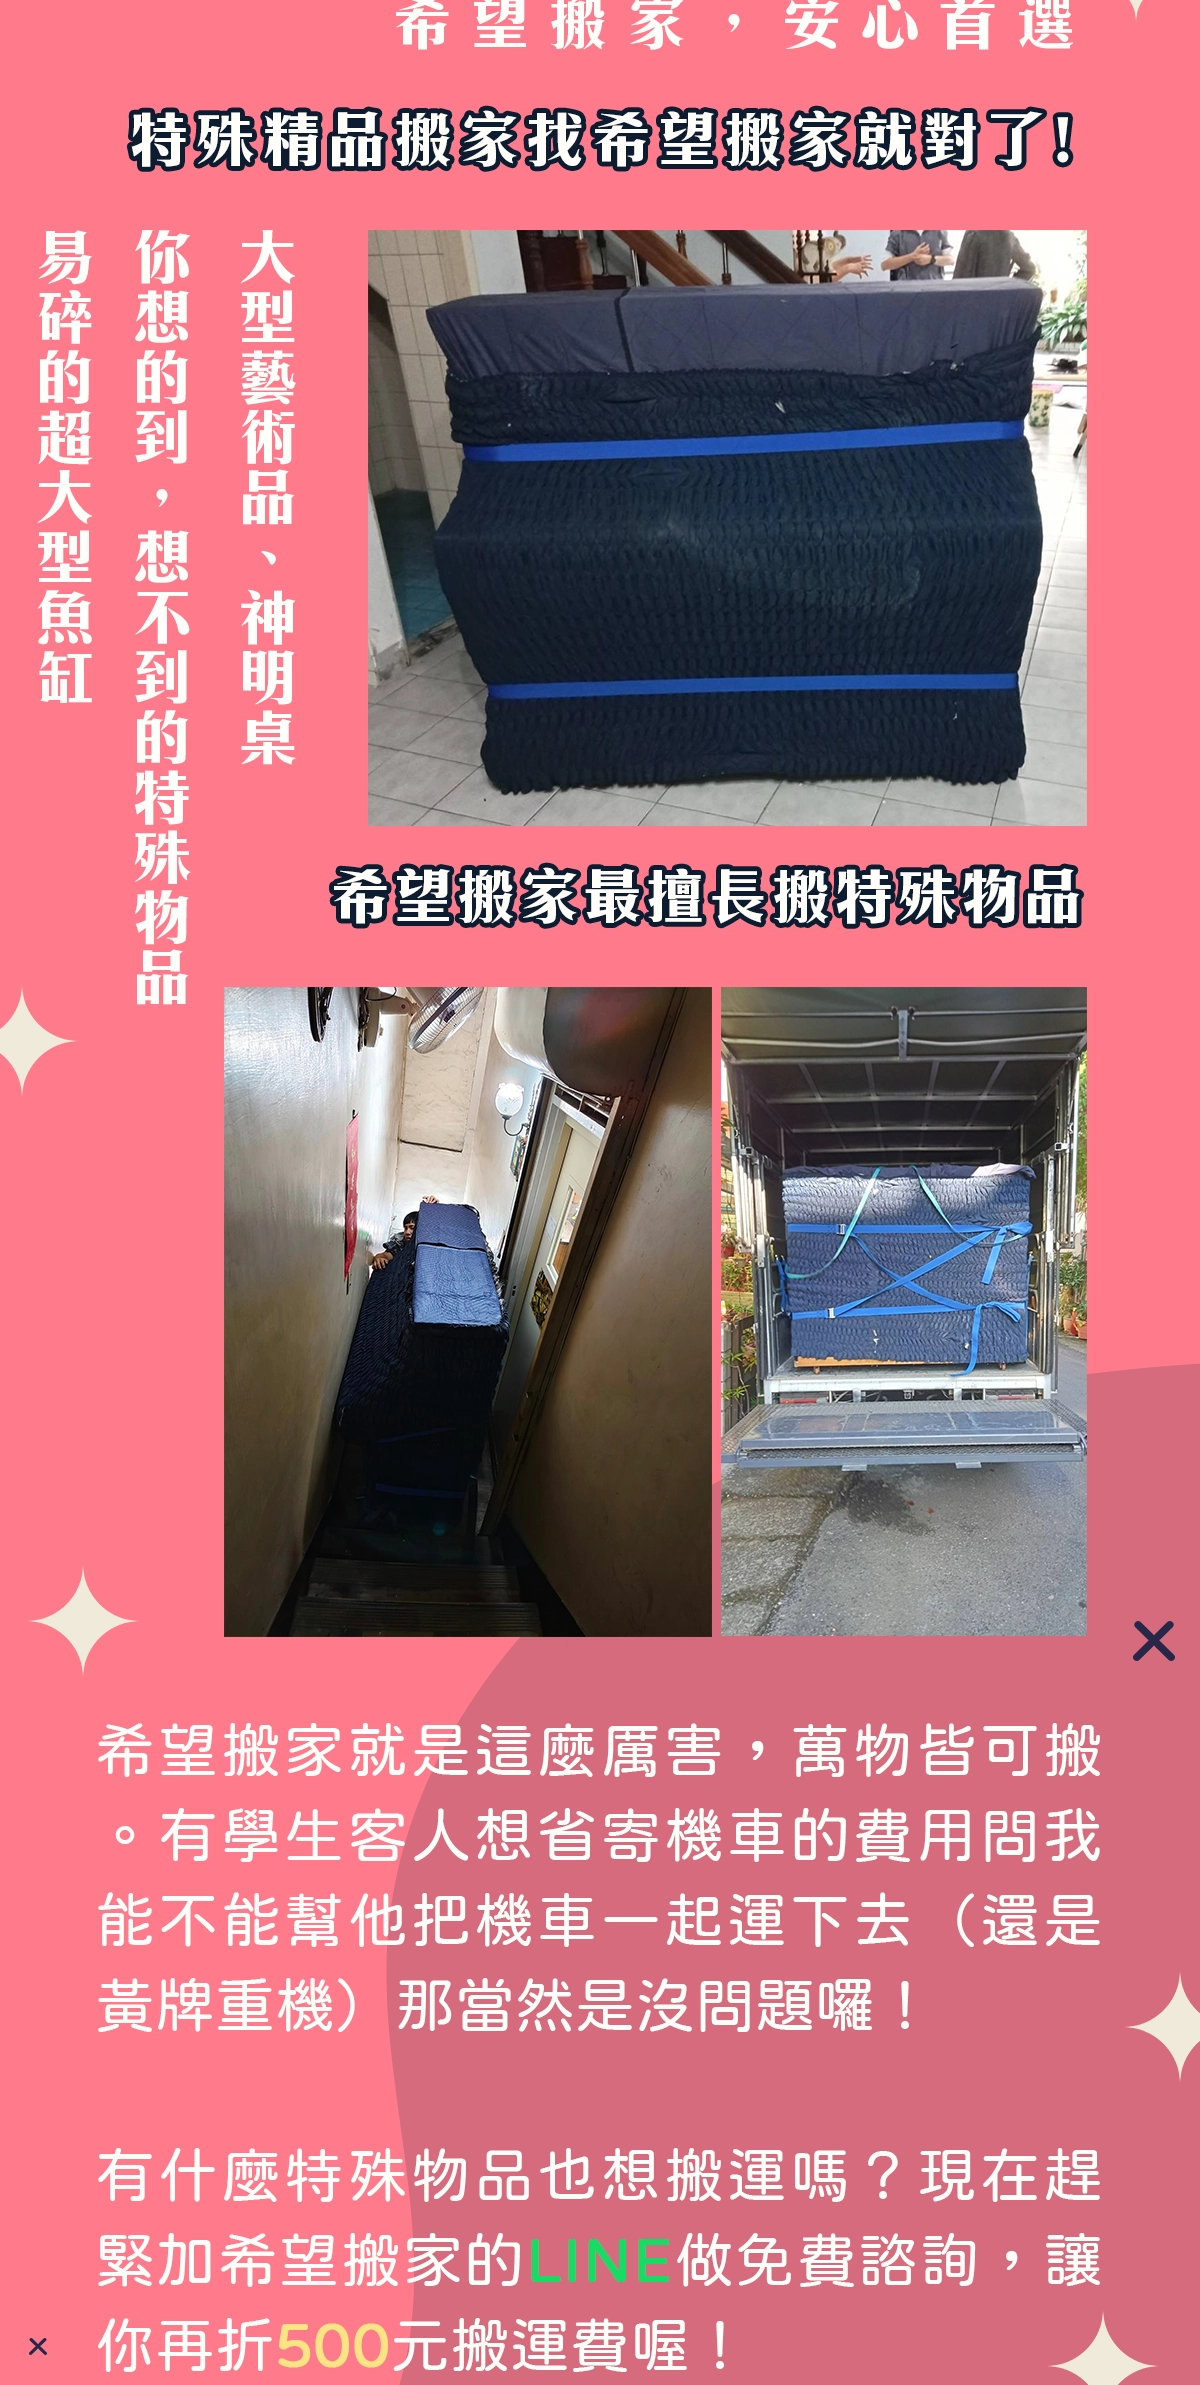 希望搬家，安心首選
特殊精品搬家找希望搬家就對了!
大型藝術品、神明桌
你想的到，想不到的特殊物品
易碎的超大型魚缸
希望搬家最擅長搬特殊物品
希望搬家就是這麼厲害，萬物皆可搬
。有學生客人想省寄機車的費用問我
能不能幫他把機車一起運下去（還是
黃牌重機）那當然是沒問題囉！
有什麼特殊物品也想搬運嗎？現在趕
緊加希望搬家的LINE做免費諮詢，讓
你再折500元搬運費喔！